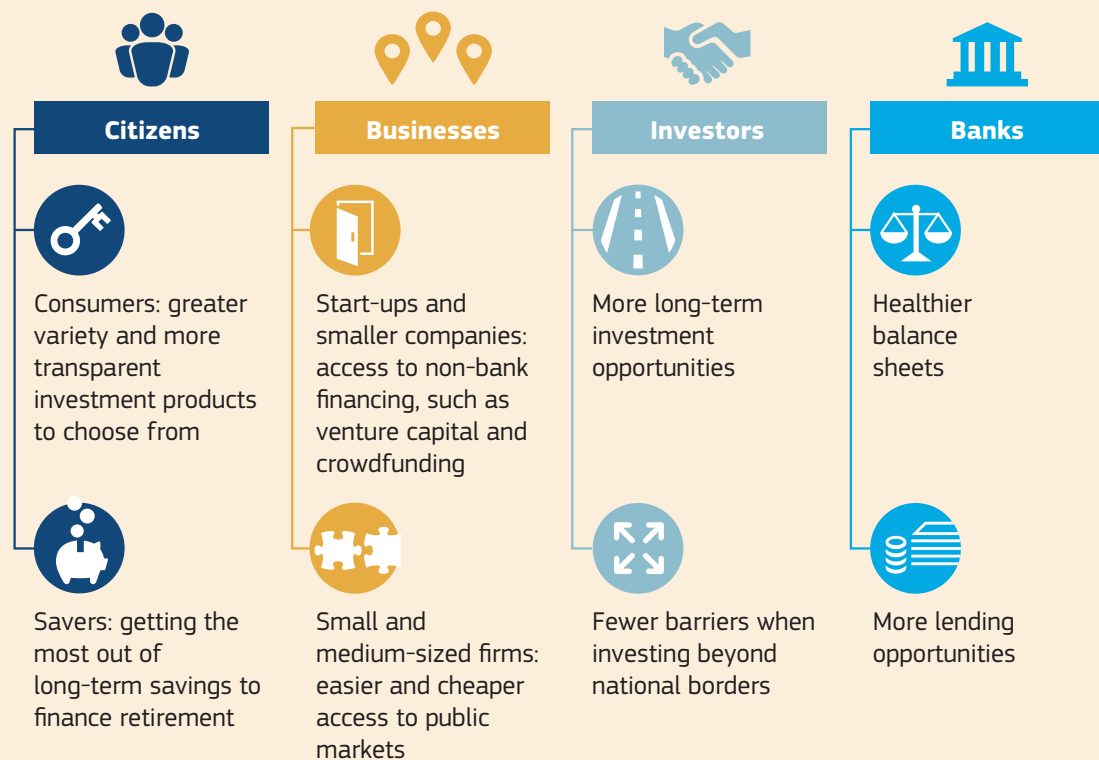 Citizens
Consumers: greater
variety and more
transparent
investment products
to choose from
Savers: getting the
most out of
long-term savings to
finance retirement
Businesses
Start-ups and
smaller companies:
access to non-bank
financing, such as
venture capital and
crowdfunding
Small and
medium-sized firms:
easier and cheaper
access to public
markets
Investors
More long-term
investment
opportunities
Fewer barriers when
investing beyond
national borders
Banks
Healthier
balance
sheets
More lending
opportunities